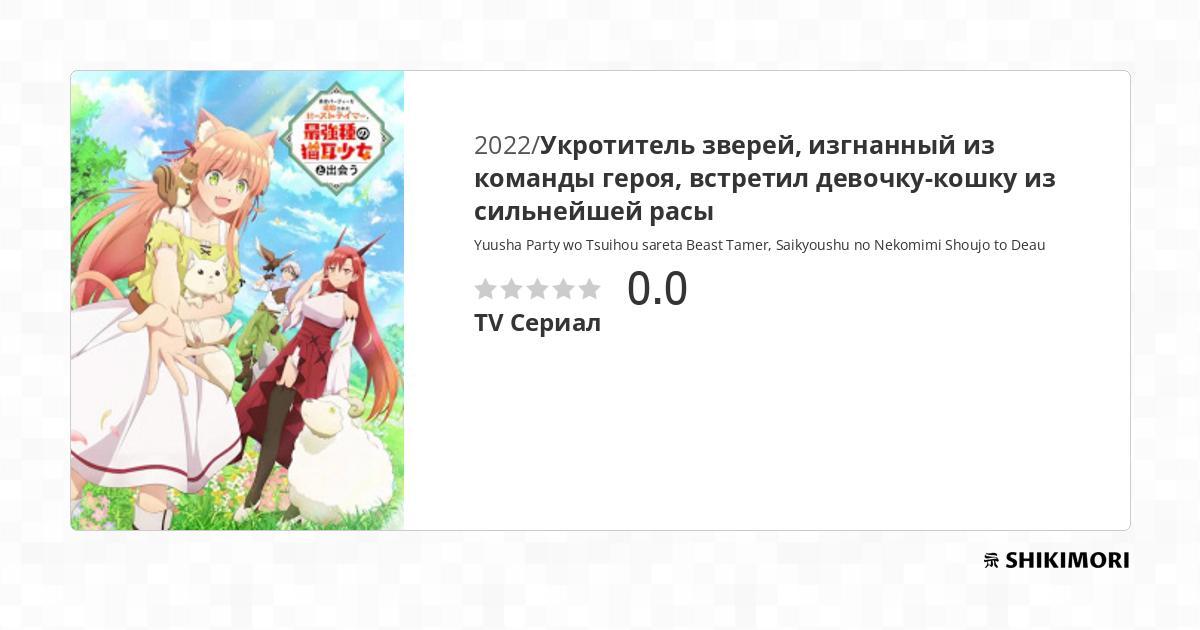 勇者パーティーを
追放された
ビーストテイマー、
最強種の
猫耳少女
と出会う
2022/Укротитель зверей, изгнанный из
команды героя, встретил девочку-кошку из
сильнейшей расы
Yuusha Party wo Tsuihou sareta Beast Tamer, Saikyoushu no Nekomimi Shoujo to Deau
0.0
TV Сериал
SHIKIMORI